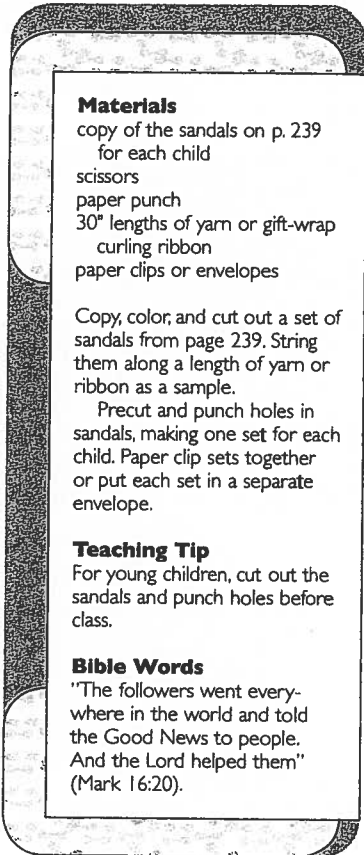 Materials
copy of the sandals on p. 239
for each child
scissors
paper punch
30" lengths of yarn or gift-wrap
curling ribbon
paper clips or envelopes
Copy, color, and cut out a set of
sandals from page 239. String
them along a length of yarn or
ribbon as a sample.
Precut and punch holes in
sandals, making one set for each
child. Paper clip sets together
or put each set in a separate
envelope.
Teaching Tip
For young children, cut out the
sandals and punch holes before
class.
Bible Words
"The followers went every-
where in the world and told
the Good News to people.
And the Lord helped them"
(Mark 16:20).